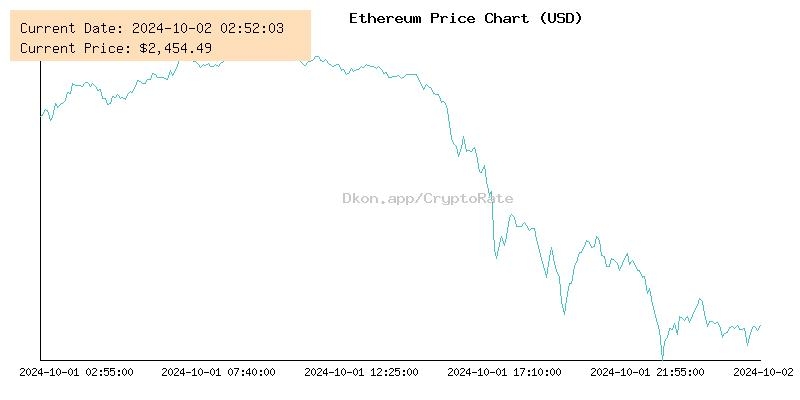 Ethereum Price Chart (USD)
Current Date: 2024-10-02 02:52:03
Current Price: $2,454.49
Dkon.app/CryptoRate
2024-10-01 02:55:00 2024-10-01 07:40:00 2024-10-01 12:25:00 2024-10-01 17:10:00 2024-10-01 21:55:00 2024-10-02